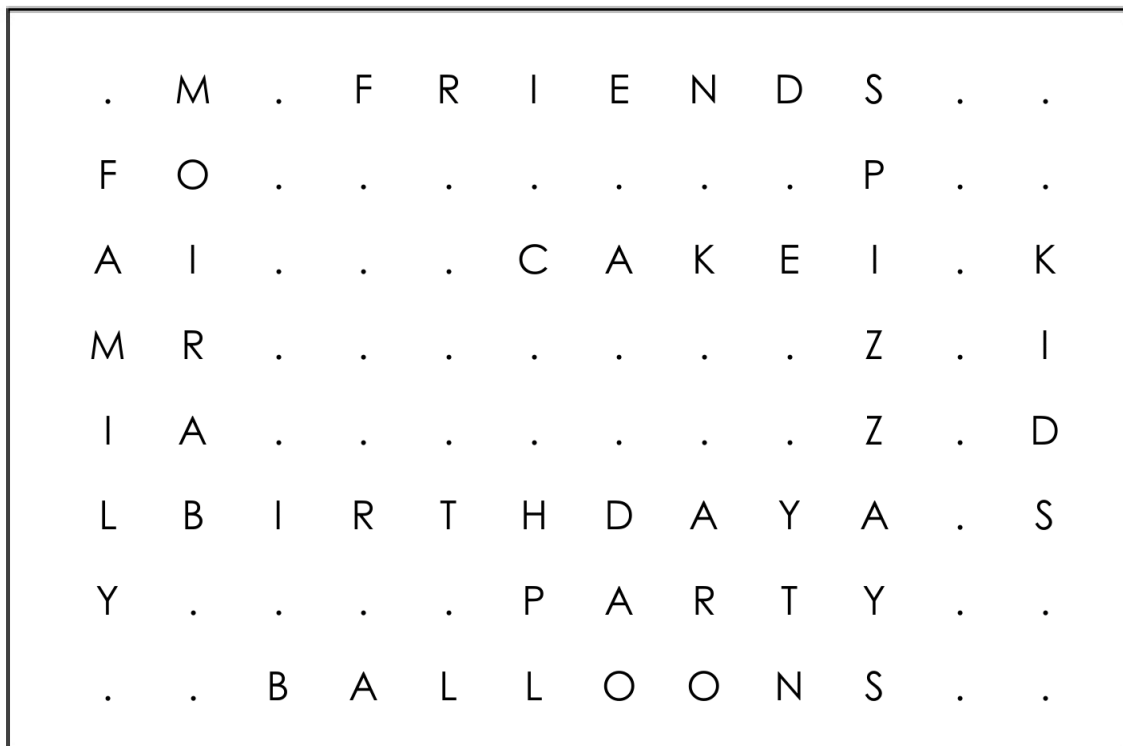 . M . F R I E N D S . .
F O . . . . . . . P . .
A I . . . C A K E I . K
M R . . . . . . . Z . I
I A . . . . . . . Z . D
L B I R T H D A Y A . S
Y . . . . P A R T Y . .
. . B A L L O O N S . .